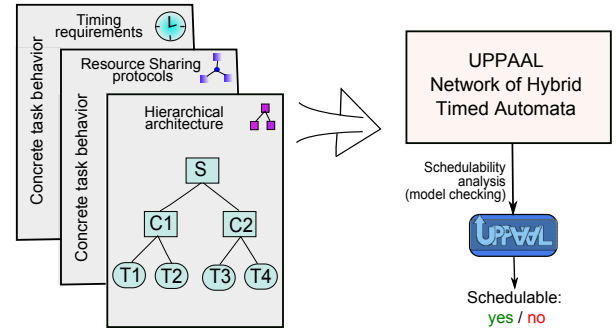 Timing
requirements
Concrete task behavior
Resource Sharing
protocols
Concrete task behavior
Hierarchical
architecture
S
C1 C2
T1 T2 T3 T4
UPPAAL
Network of Hybrid
Timed Automata
Schedulability
analysis
(model checking)
UPPAAL
Schedulable:
yes / no